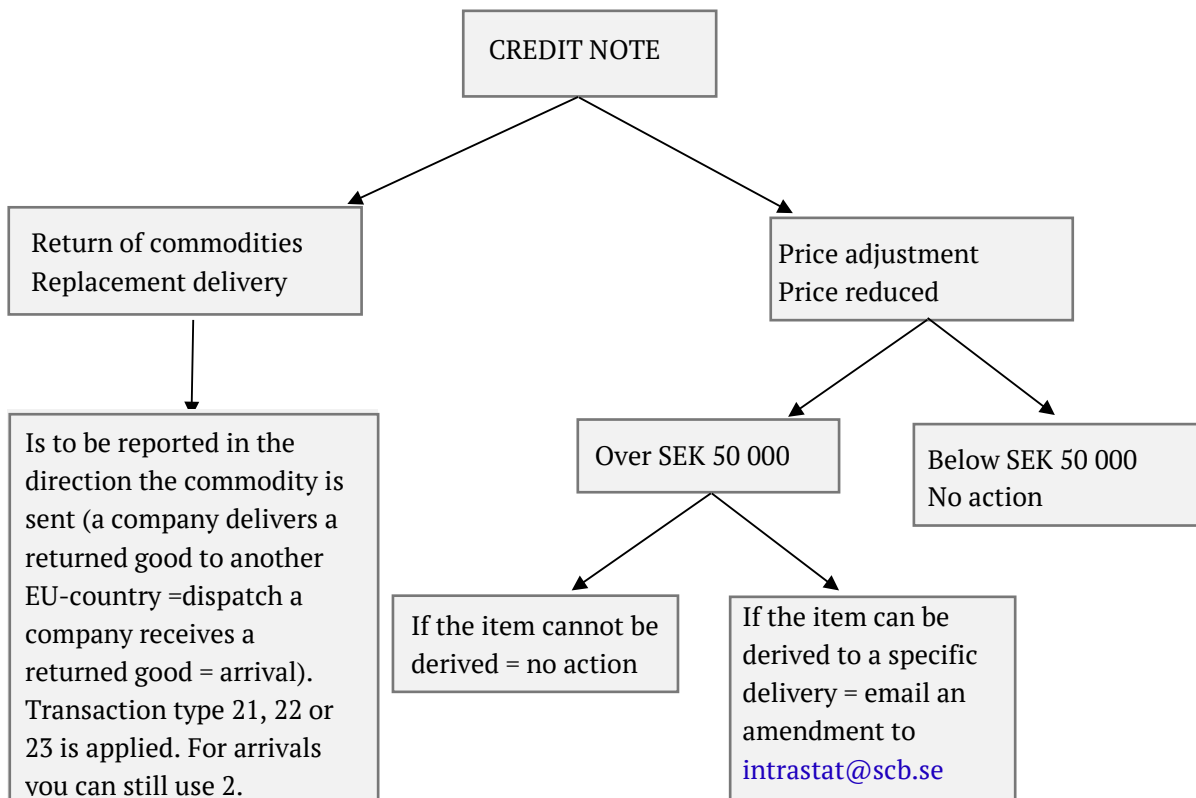 CREDIT NOTE
Return of commodities
Replacement delivery
Price adjustment
Price reduced
Is to be reported in the
direction the commodity is
sent (a company delivers a
returned good to another
EU-country =dispatch a
company receives a
returned good = arrival).
Transaction type 21, 22 or
23 is applied. For arrivals
you can still use 2.
Over SEK 50 000
Below SEK 50 000
No action
If the item cannot be
derived = no action
If the item can be
derived to a specific
delivery = email an
amendment to
intrastat@scb.se